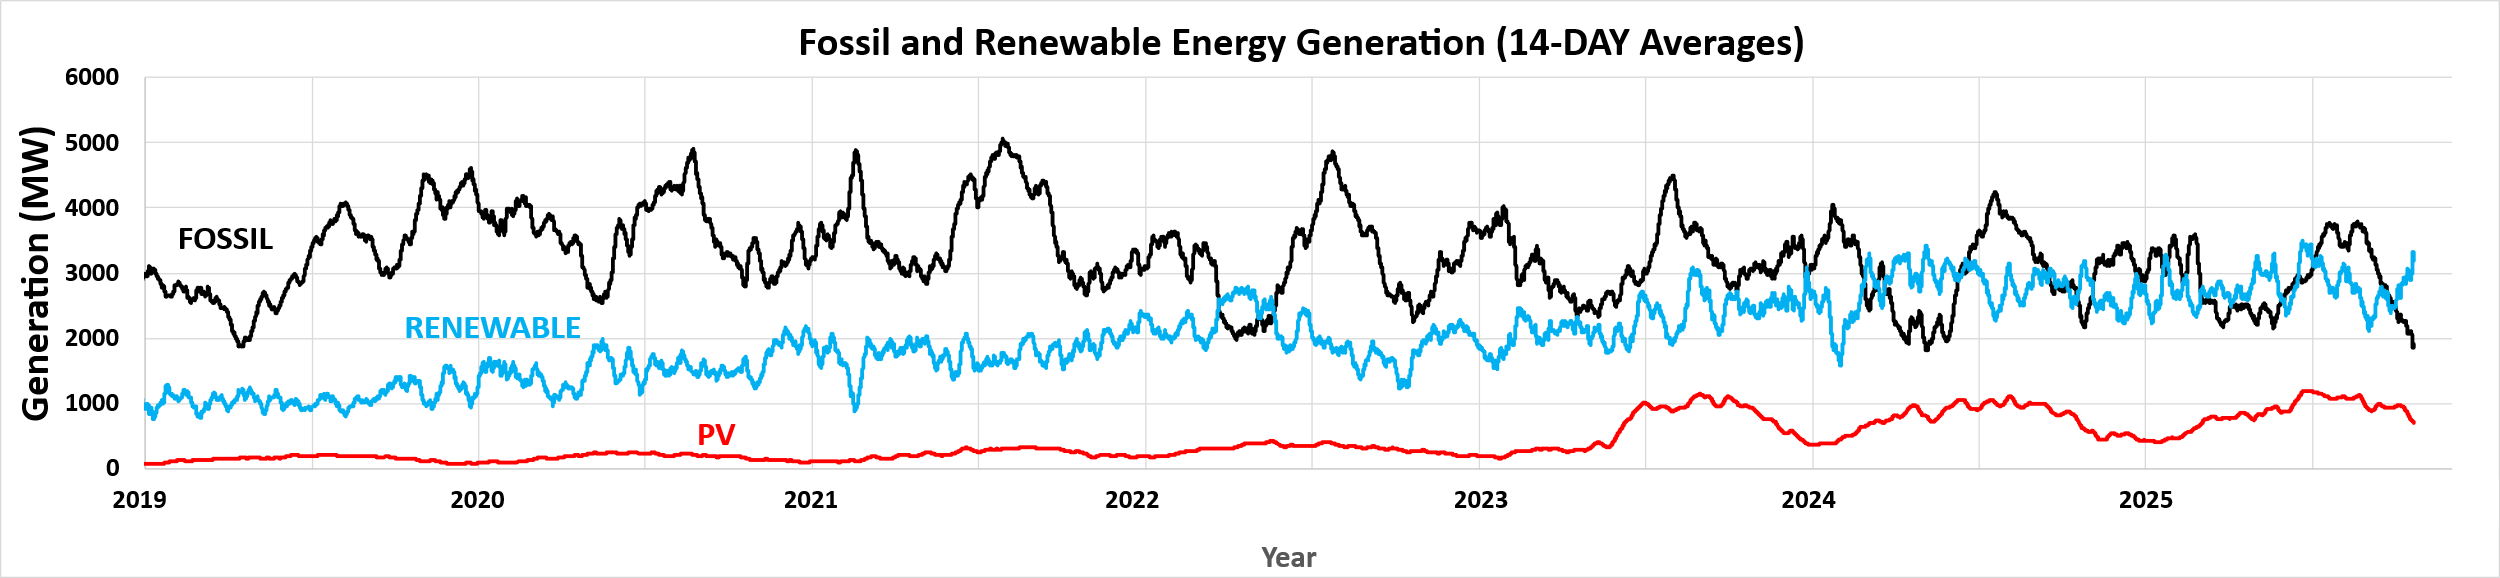 Fossil and Renewable Energy Generation (14-DAY Averages)
Generation (MW)
6000
5000
4000
3000
2000
1000
0
FOSSIL
RENEWABLE
PV
2019 2020 2021 2022 2023 2024 2025
Year